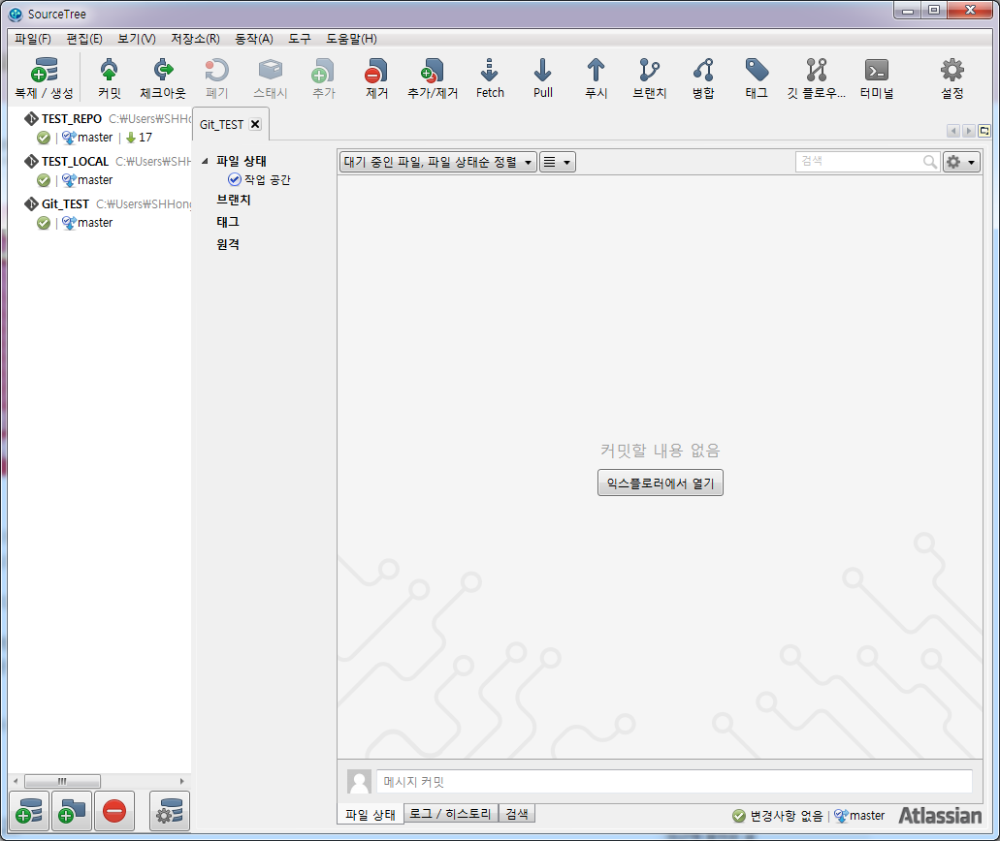 SourceTree
파일(F) 편집(E) 보기(V) 저장소(R) 동작(A) 도구 도움말(H)
복제 / 생성 커밋 체크아웃 폐기 스태시 추가 제거 추가/제거 Fetch Pull 푸시 브랜치 병합 태그 깃 플로우... 터미널 설정
TEST_REPO C:₩Users₩SHHo
master 17
TEST_LOCAL C:₩Users₩SHH
master
Git_TEST C:₩Users₩SHHong
master
Git_TEST
파일 상태
작업 공간
브랜치
태그
원격
대기 중인 파일, 파일 상태순 정렬
검색
커밋할 내용 없음
익스플로러에서 열기
메시지 커밋
파일 상태 로그 / 히스토리 검색
변경사항 없음 master Atlassian